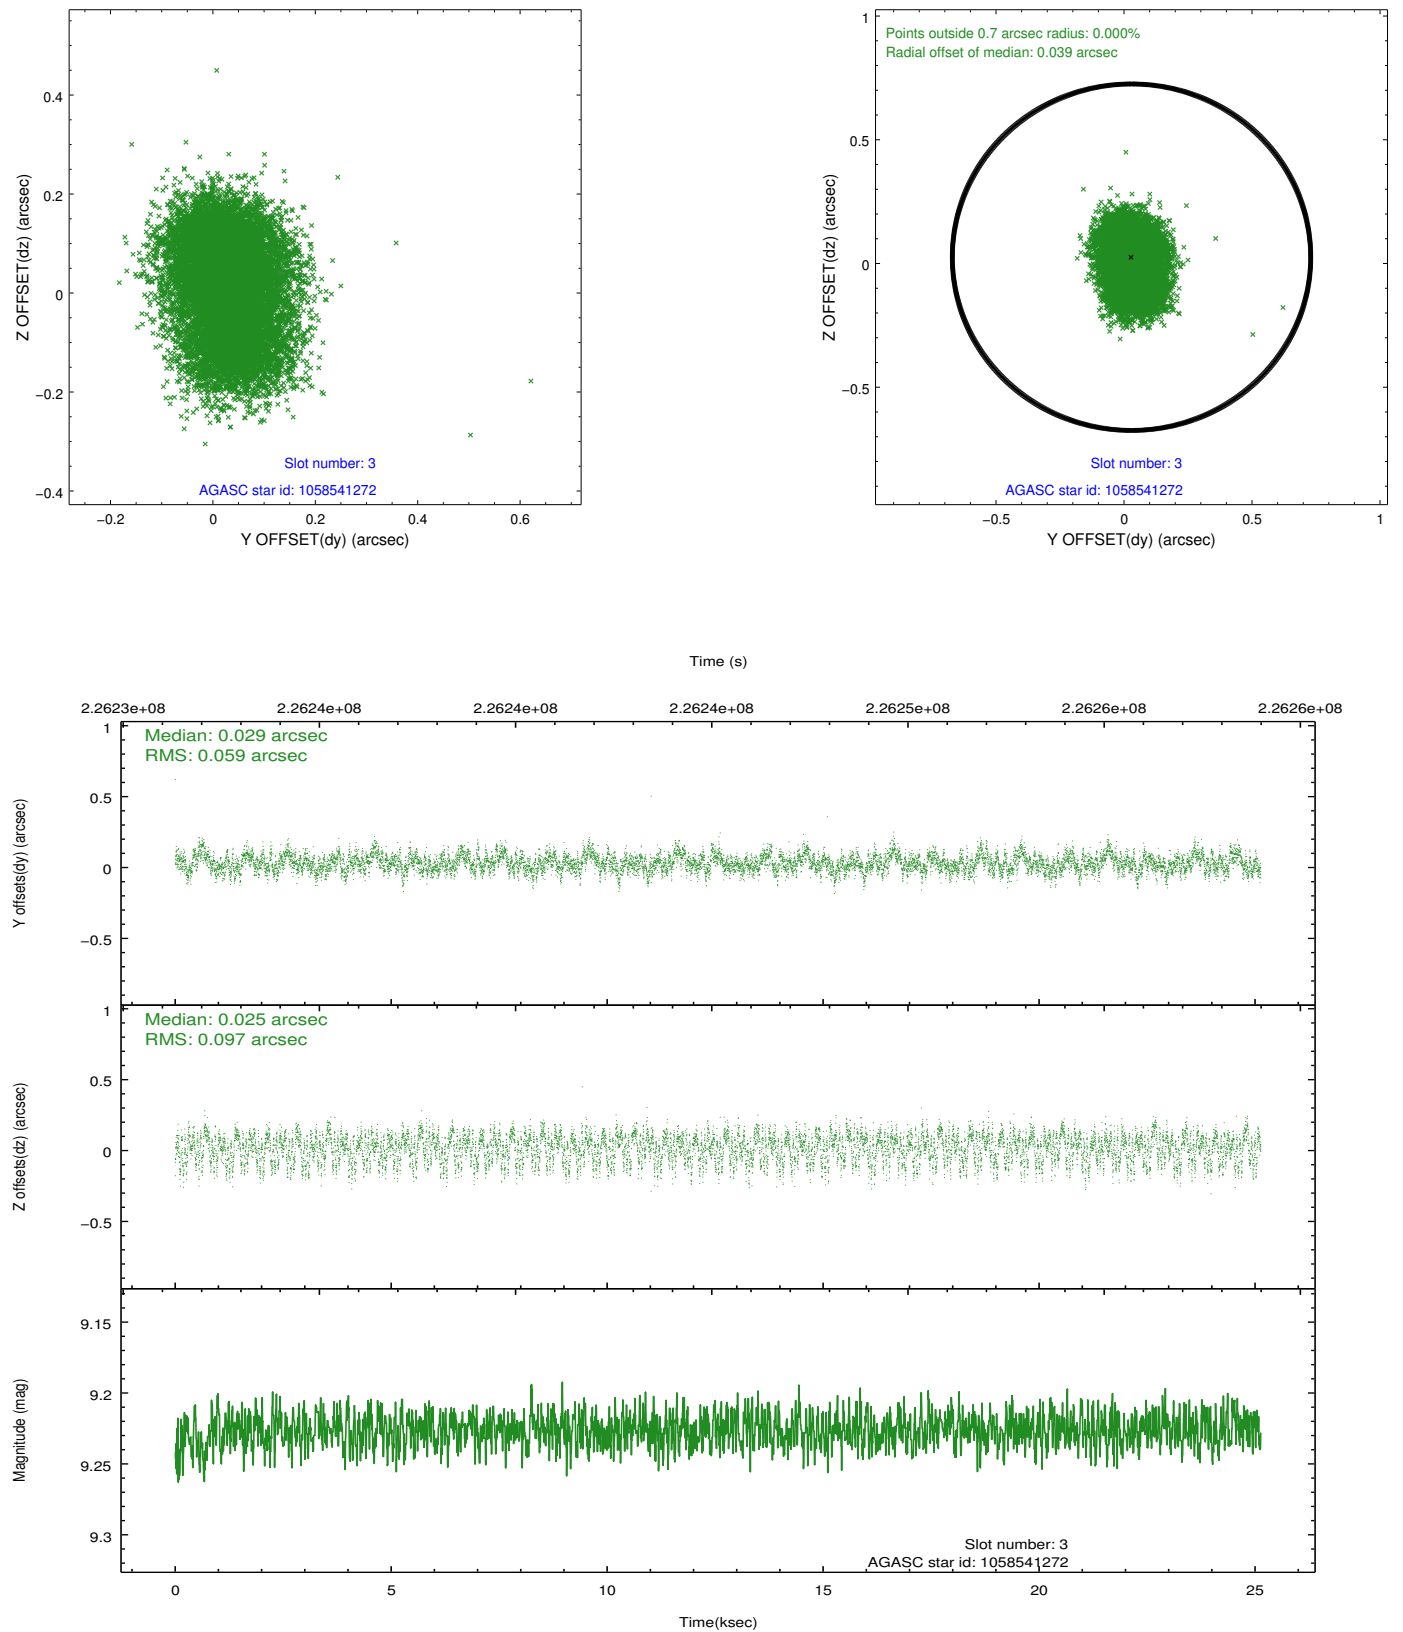 0.4
0.2
0
−0.2
−0.4
Z OFFSET(dz) (arcsec)
Slot number: 3
AGASC star id: 1058541272
−0.2 0 0.2 0.4 0.6
Y OFFSET(dy) (arcsec)
Points outside 0.7 arcsec radius: 0.000%
Radial offset of median: 0.039 arcsec
1
0.5
0
−0.5
Z OFFSET(dz) (arcsec)
Slot number: 3
AGASC star id: 1058541272
−0.5 0 0.5 1
Y OFFSET(dy) (arcsec)
Time (s)
2.2623e+08 2.2624e+08 2.2624e+08 2.2624e+08 2.2625e+08 2.2626e+08 2.2626e+08
Median: 0.029 arcsec
RMS: 0.059 arcsec
1
0.5
0
−0.5
Y offsets(dy) (arcsec)
Median: 0.025 arcsec
RMS: 0.097 arcsec
1
0.5
0
−0.5
Z offsets(dz) (arcsec)
9.15
9.2
9.25
9.3
Magnitude (mag)
Slot number: 3
AGASC star id: 1058541272
0 5 10 15 20 25
Time(ksec)